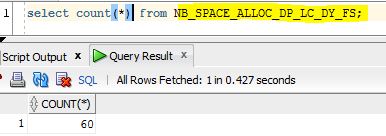 1 select count(*) from NB_SPACE_ALLOC_DP_LC_DY_FS;
Script Output x Query Result x
SQL | All Rows Fetched: 1 in 0.427 seconds
COUNT(*)
1 60